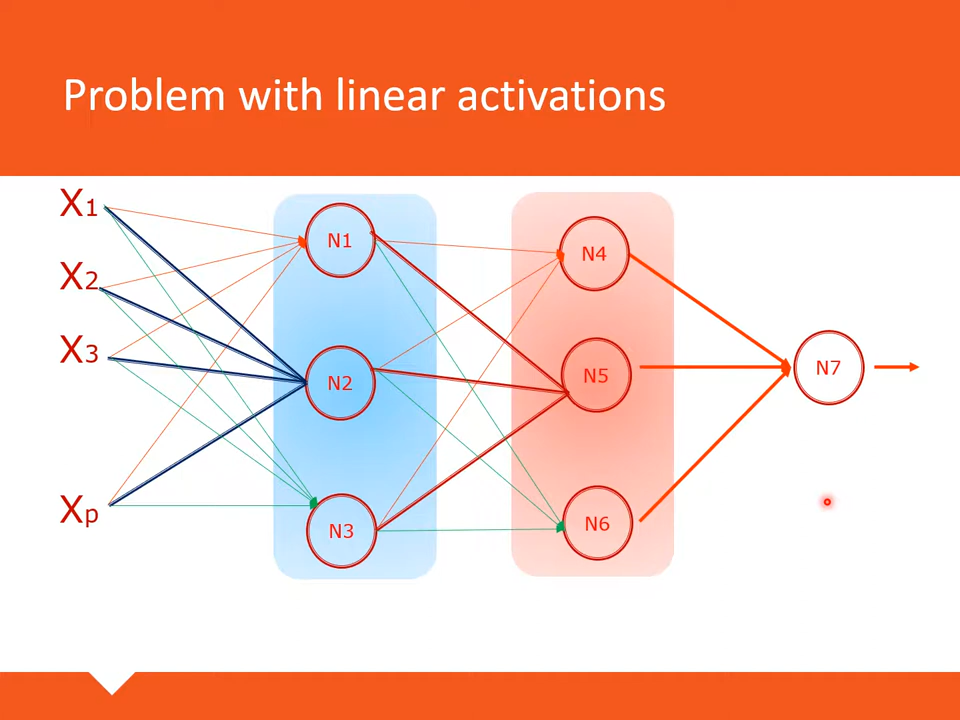 Problem with linear activations
X1
X2
X3
Xp
N1
N2
N3
N4
N5
N6
N7